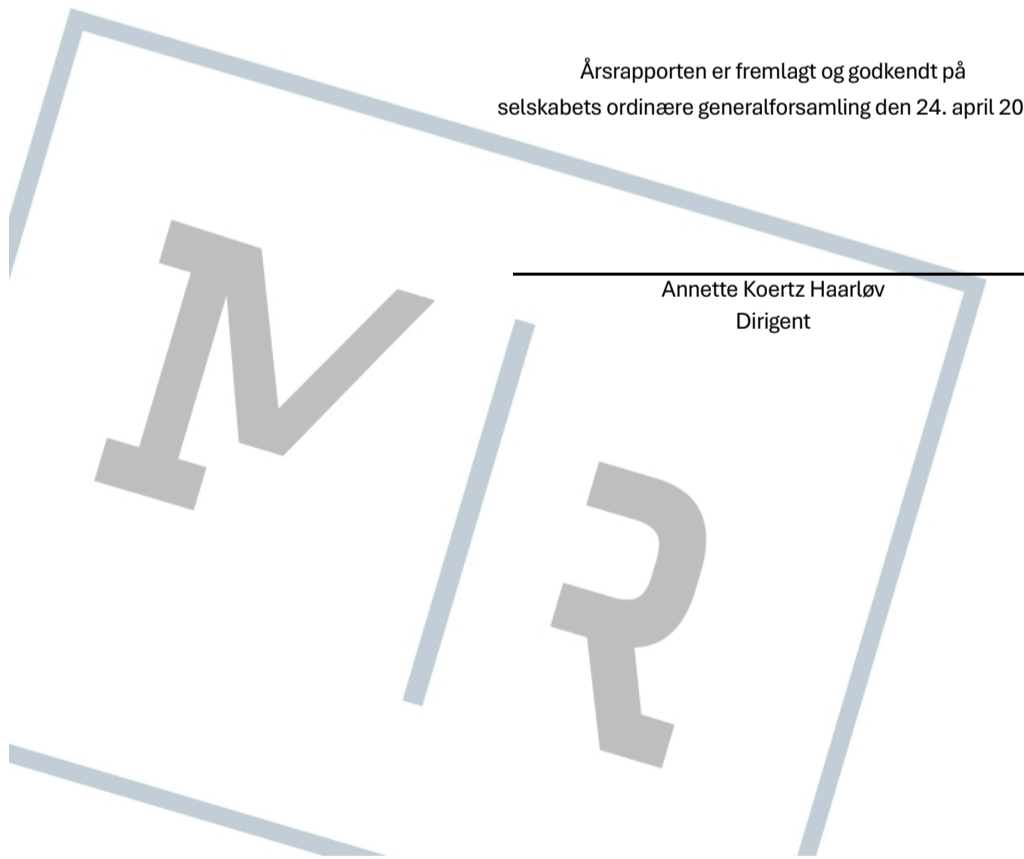 Årsrapporten er fremlagt og godkendt på
selskabets ordinære generalforsamling den 24. april 20
Annette Koertz Haarløv
Dirigent